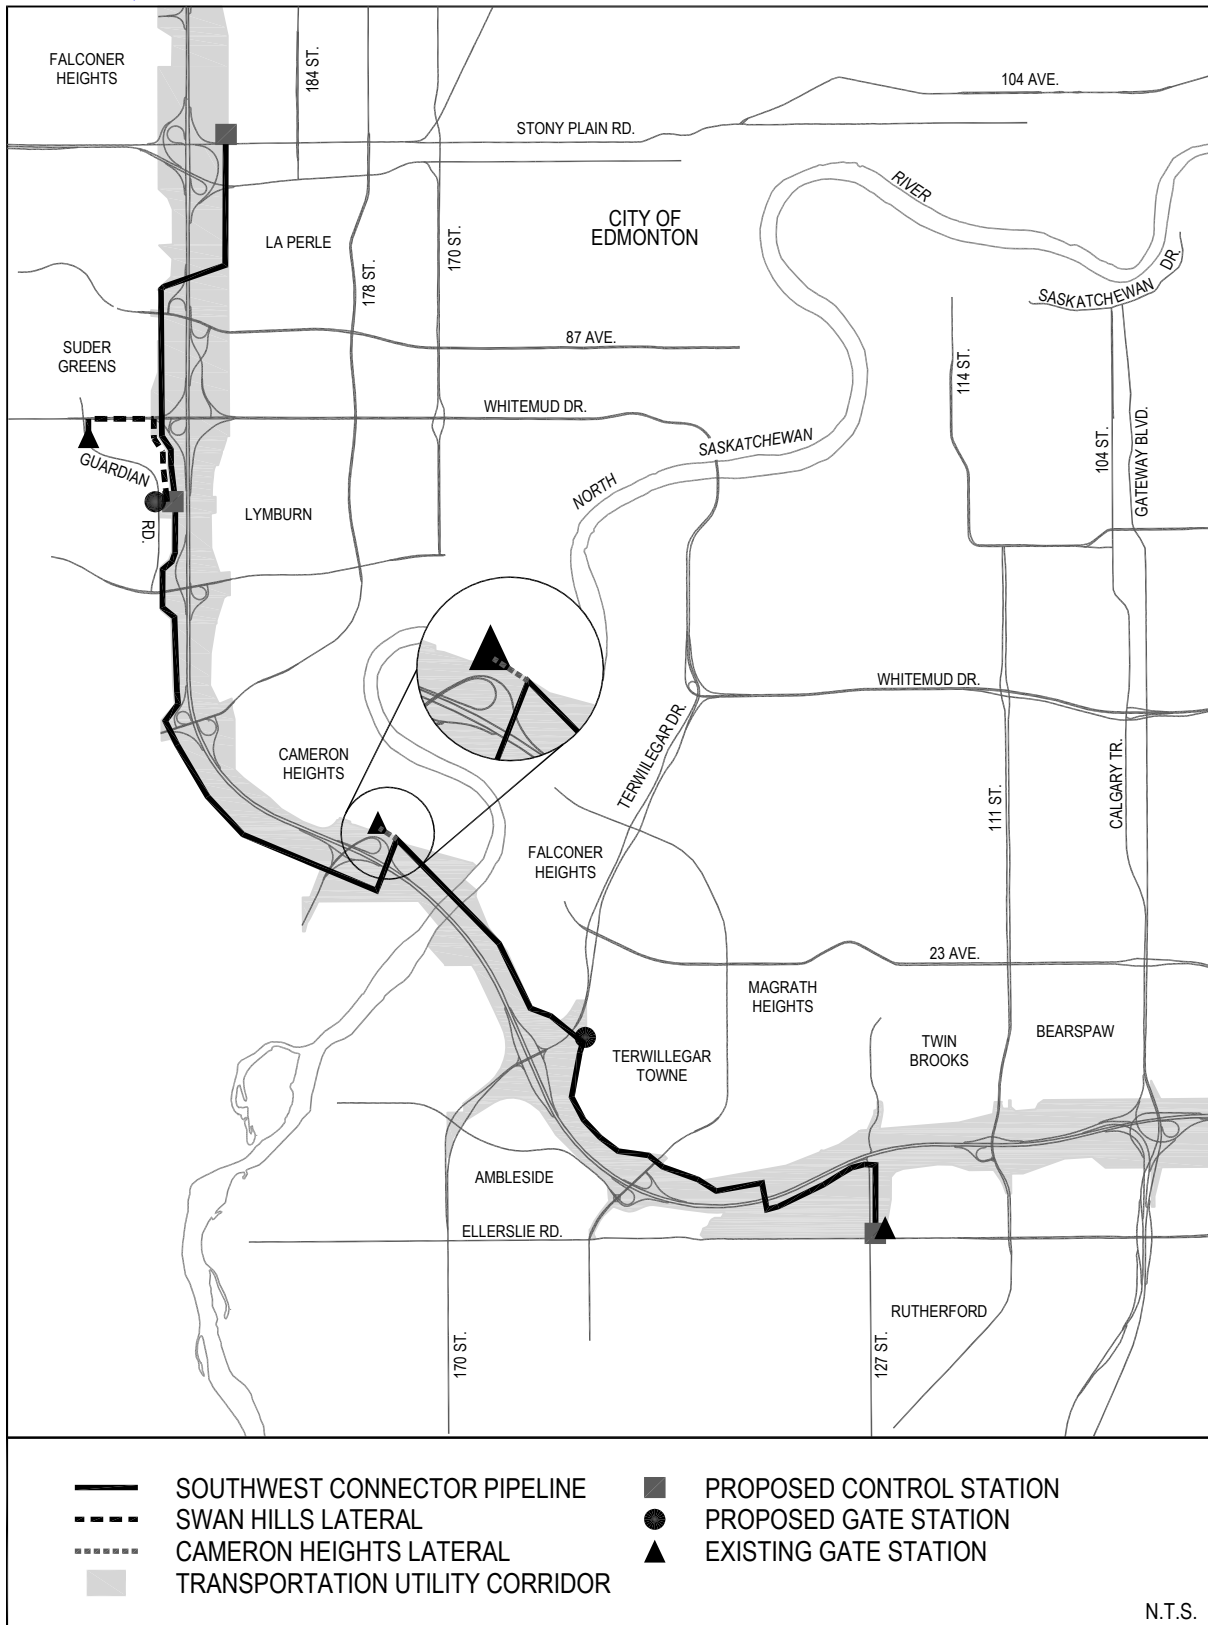 FALCONER
HEIGHTS
184 ST.
104 AVE.
STONY PLAIN RD.
RIVER
CITY OF
EDMONTON
LA PERLE
170 ST.
178 ST.
SASKATCHEWAN DR.
87 AVE.
SUDER
GREENS
114 ST.
WHITEMUD DR.
GATEWAY BLVD.
104 ST.
SASKATCHEWAN
NORTH
GUARDIAN
RD.
LYMBURN
WHITEMUD DR.
TERWIILEGAR DR.
CAMERON
HEIGHTS
CALGARY TR.
111 ST.
FALCONER
HEIGHTS
23 AVE.
MAGRATH
HEIGHTS
BEARSPAW
TWIN
BROOKS
TERWILLEGAR
TOWNE
AMBLESIDE
ELLERSLIE RD.
RUTHERFORD
170 ST.
127 ST.
SOUTHWEST CONNECTOR PIPELINE
SWAN HILLS LATERAL
CAMERON HEIGHTS LATERAL
TRANSPORTATION UTILITY CORRIDOR
PROPOSED CONTROL STATION
PROPOSED GATE STATION
EXISTING GATE STATION
N.T.S.